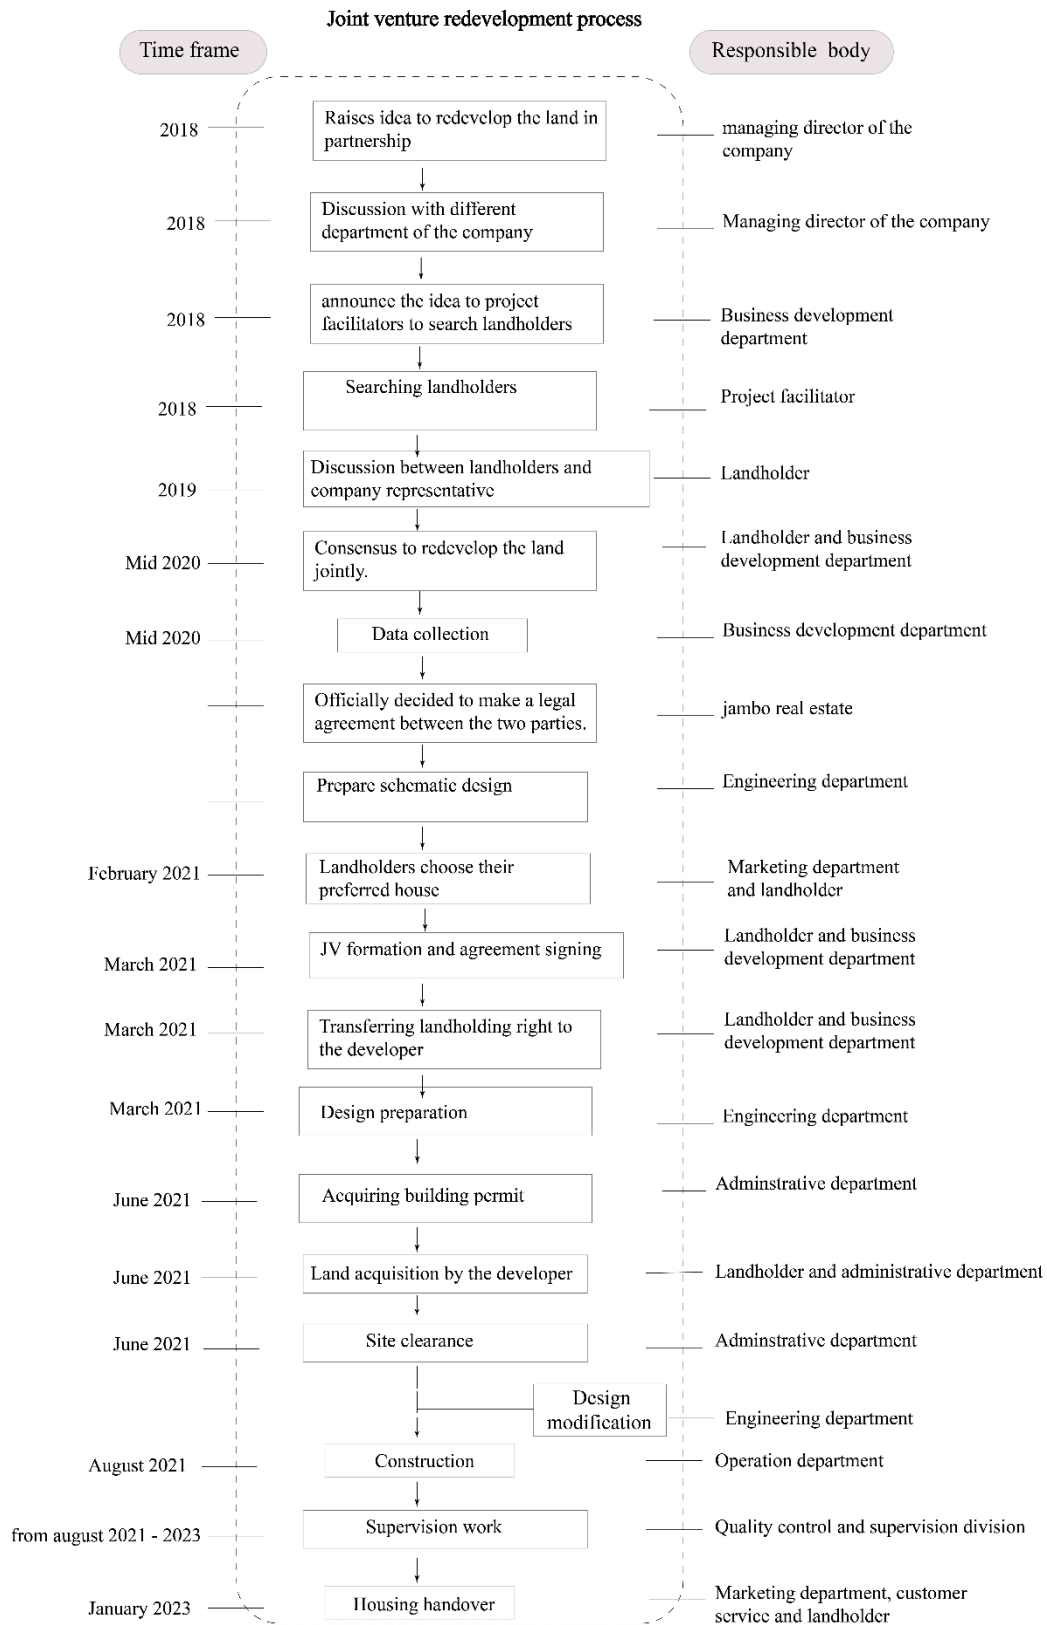 Joint venture redevelopment process
Time frame
Responsible body
2018
Raises idea to redevelop the land in
partnership
managing director of the
company
2018
Discussion with different
department of the company
Managing director of the company
2018
announce the idea to project
facilitators to search landholders
Business development
department
2018
Searching landholders
Project facilitator
2019
Discussion between landholders and
company representative
Landholder
Mid 2020
Consensus to redevelop the land
jointly.
Landholder and business
development department
Mid 2020
Data collection
Business development department
Officially decided to make a legal
agreement between the two parties.
jambo real estate
Prepare schematic design
Engineering department
February 2021
Landholders choose their
preferred house
Marketing department
and landholder
March 2021
JV formation and agreement signing
Landholder and business
development department
March 2021
Transferring landholding right to
the developer
Landholder and business
development department
March 2021
Design preparation
Engineering department
June 2021
Acquiring building permit
Adminstrative department
June 2021
Land acquisition by the developer
Landholder and administrative department
June 2021
Site clearance
Adminstrative department
Design
modification
Engineering department
August 2021
Construction
Operation department
from august 2021 - 2023
Supervision work
Quality control and supervision division
January 2023
Housing handover
Marketing department, customer
service and landholder